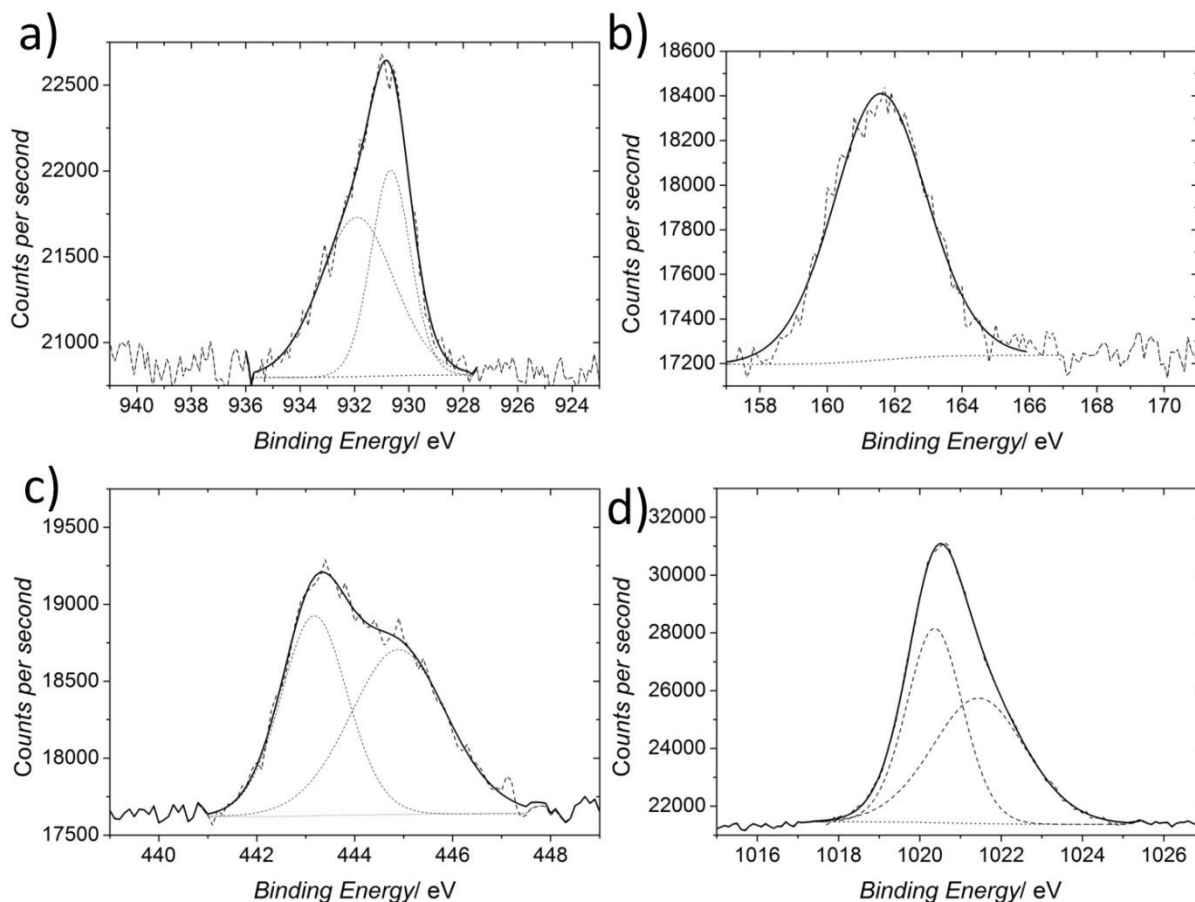 a)
22500
22000
21500
21000
Counts per second
940 938 936 934 932 930 928 926 924
Binding Energy/ eV
b)
18600
18400
18200
18000
17800
17600
17400
17200
Counts per second
158 160 162 164 166 168 170
Binding Energy/ eV
c)
19500
19000
18500
18000
17500
Counts per second
440 442 444 446 448
Binding Energy/ eV
d)
32000
30000
28000
26000
24000
22000
Counts per second
1016 1018 1020 1022 1024 1026
Binding Energy/ eV